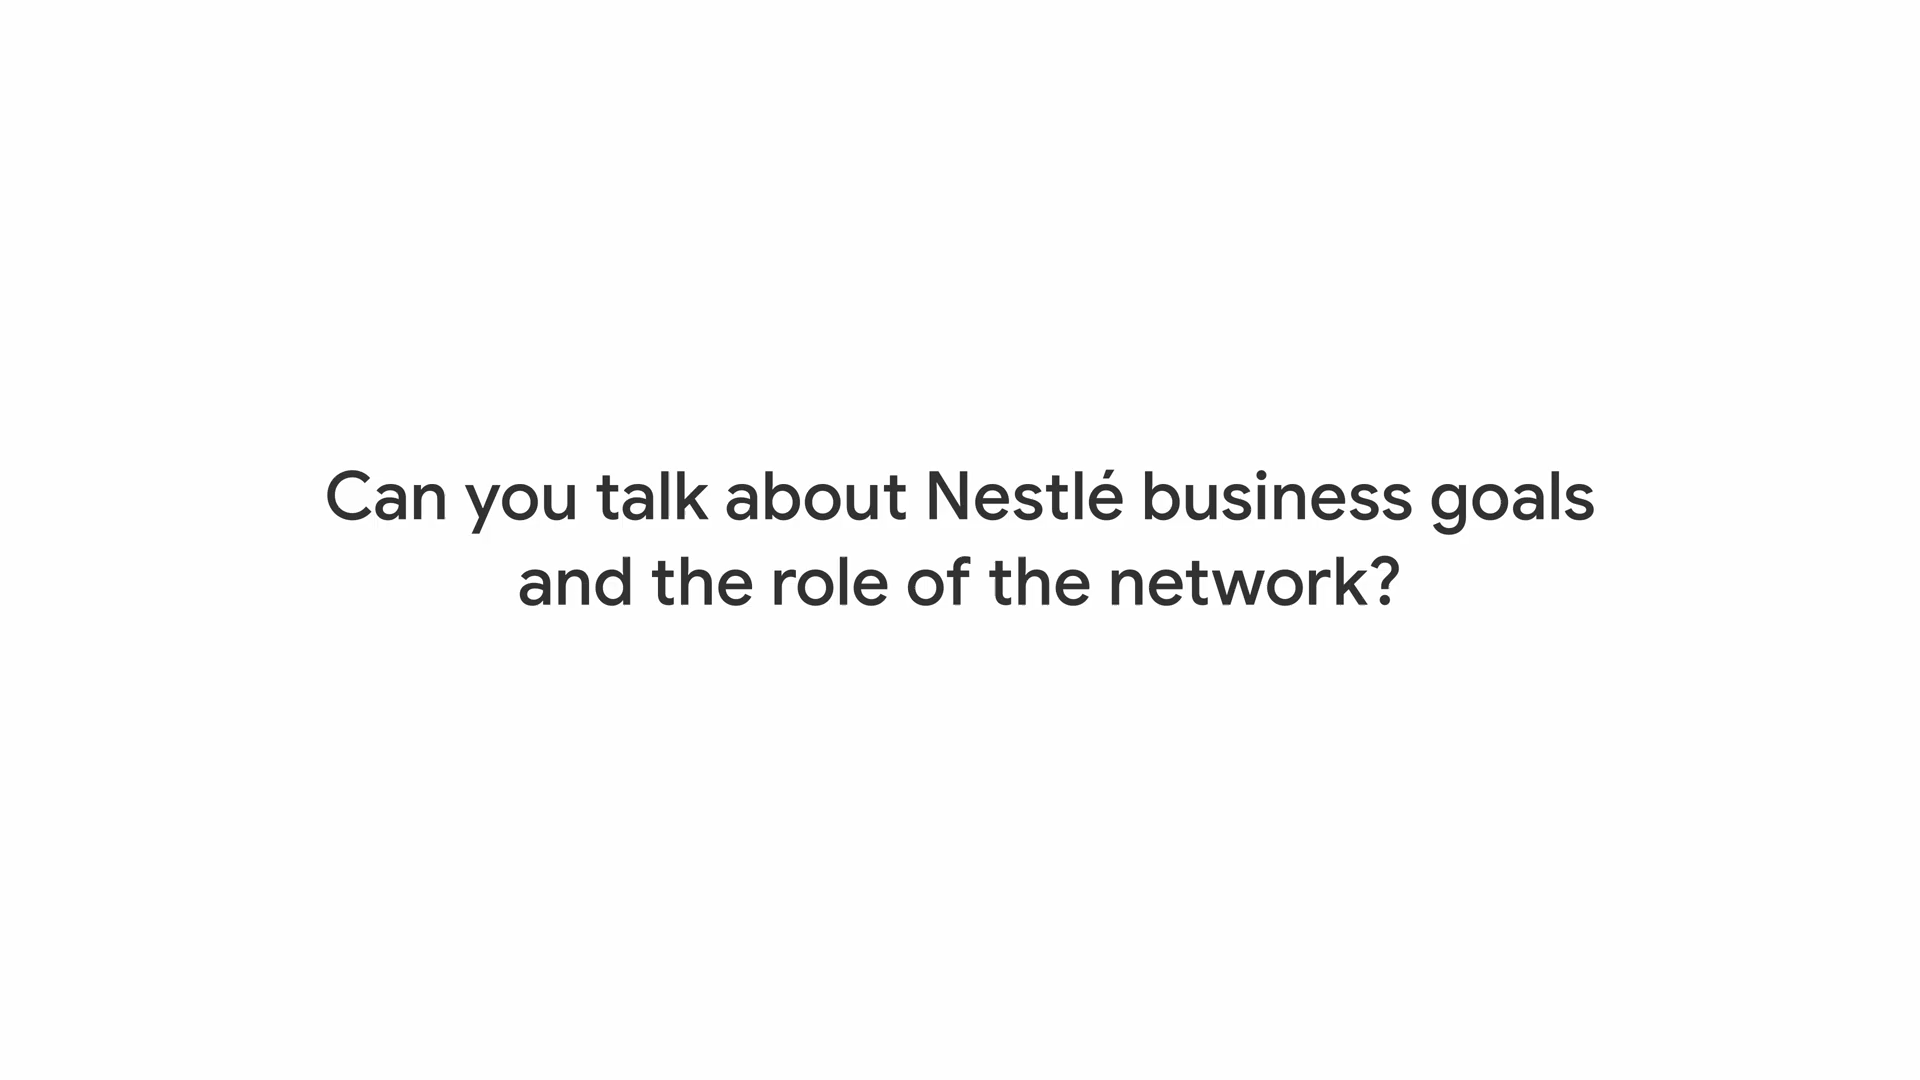 Can you talk about Nestlé business goals
and the role of the network?